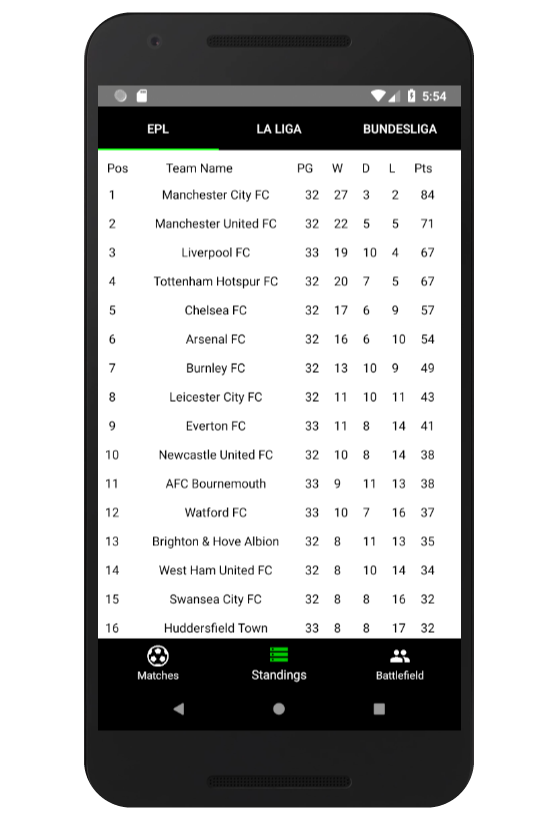 5:54
EPL LA LIGA BUNDESLIGA
Pos Team Name PG W D L Pts
1 Manchester City FC 32 27 3 2 84
2 Manchester United FC 32 22 5 5 71
3 Liverpool FC 33 19 10 4 67
4 Tottenham Hotspur FC 32 20 7 5 67
5 Chelsea FC 32 17 6 9 57
6 Arsenal FC 32 16 6 10 54
7 Burnley FC 32 13 10 9 49
8 Leicester City FC 32 11 10 11 43
9 Everton FC 33 11 8 14 41
10 Newcastle United FC 32 10 8 14 38
11 AFC Bournemouth 33 9 11 13 38
12 Watford FC 33 10 7 16 37
13 Brighton & Hove Albion 32 8 11 13 35
14 West Ham United FC 32 8 10 14 34
15 Swansea City FC 32 8 8 16 32
16 Huddersfield Town 33 8 8 17 32
Matches Standings Battlefield